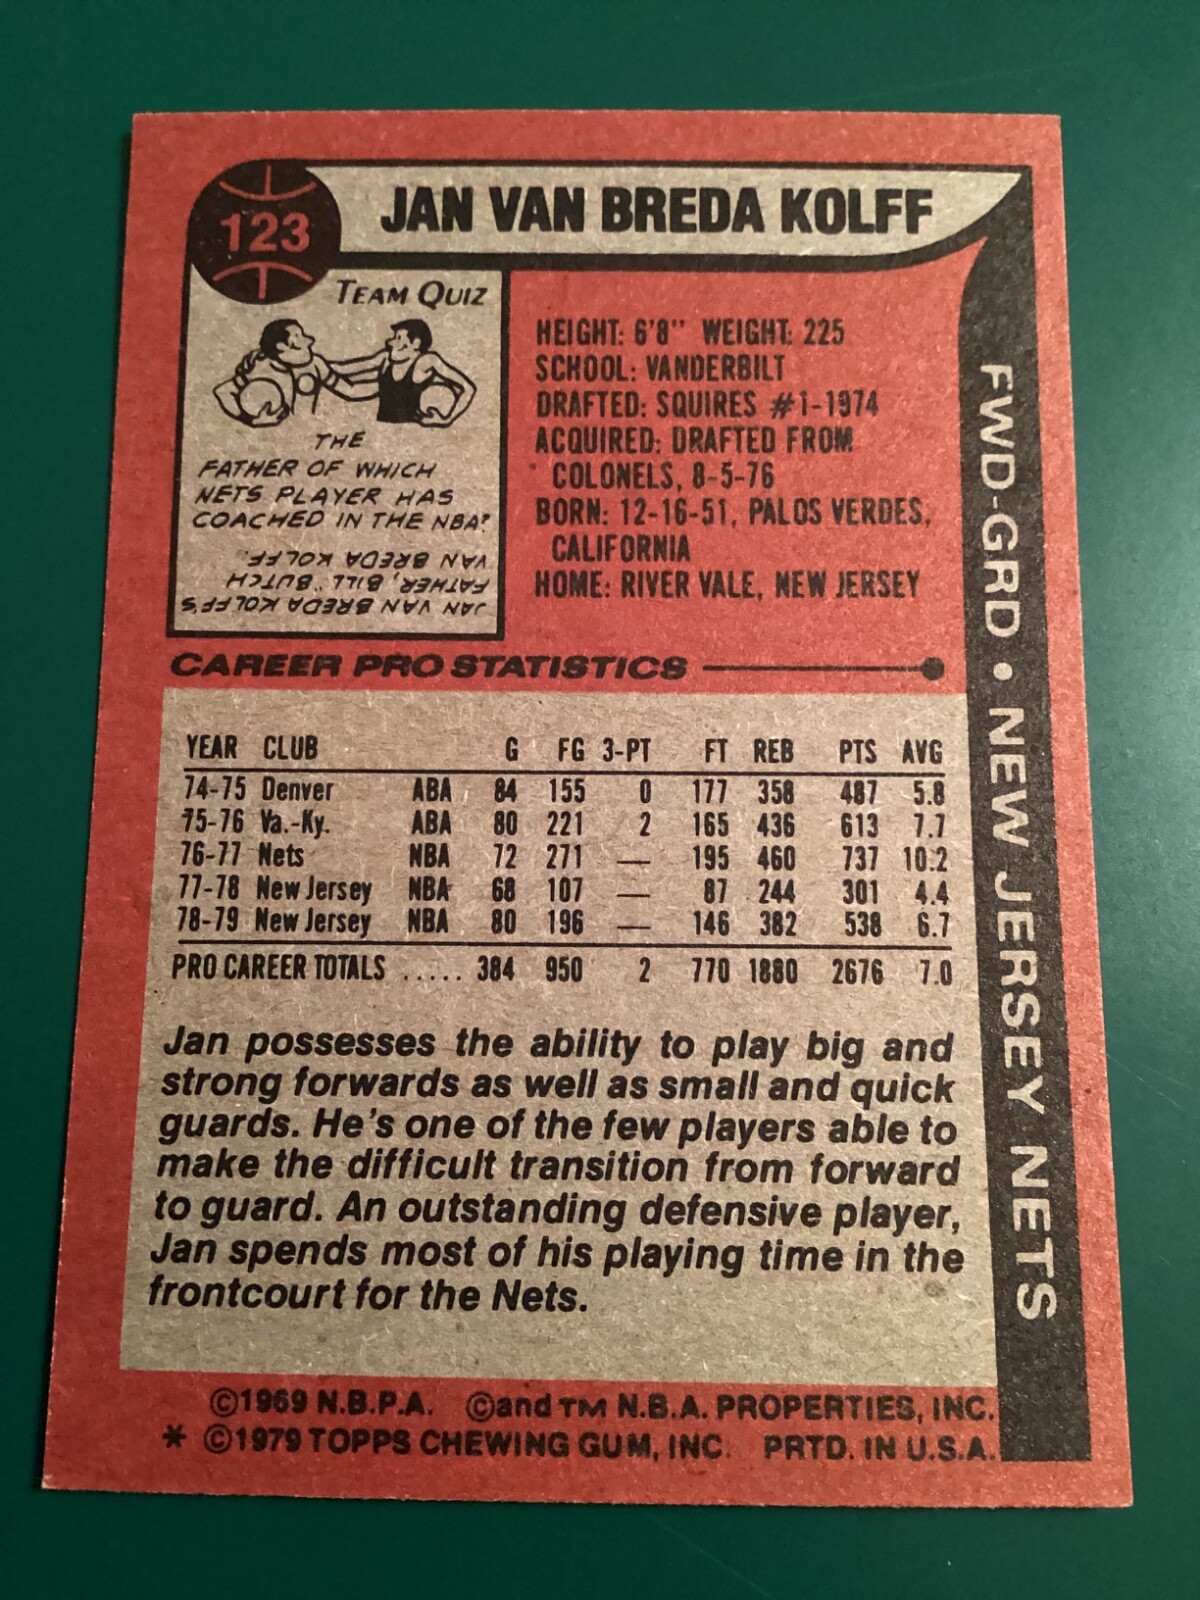 123
JAN VAN BREDA KOLFF
TEAM QUIZ
THE
FATHER OF WHICH
NETS PLAYER HAS
COACHED IN THE NBA?
JAN VAN BREDA KOLFF'S
FATHER, BILL "BUTCH"
VAN BREDA KOLFF.
HEIGHT: 6'8" WEIGHT: 225
SCHOOL: VANDERBILT
DRAFTED: SQUIRES #1-1974
ACQUIRED: DRAFTED FROM
COLONELS, 8-5-76
BORN: 12-16-51, PALOS VERDES,
CALIFORNIA
HOME: RIVER VALE, NEW JERSEY
FWD-GRD • NEW JERSEY NETS
CAREER PRO STATISTICS
YEAR CLUB G FG 3-PT FT REB PTS AVG
74-75 Denver ABA 84 155 0 177 358 487 5.8
75-76 Va.-Ky. ABA 80 221 2 165 436 613 7.7
76-77 Nets NBA 72 271 — 195 460 737 10.2
77-78 New Jersey NBA 68 107 — 87 244 301 4.4
78-79 New Jersey NBA 80 196 — 146 382 538 6.7
PRO CAREER TOTALS ..... 384 950 2 770 1880 2676 7.0
Jan possesses the ability to play big and
strong forwards as well as small and quick
guards. He's one of the few players able to
make the difficult transition from forward
to guard. An outstanding defensive player,
Jan spends most of his playing time in the
frontcourt for the Nets.
©1969 N.B.P.A. ©and TM N.B.A. PROPERTIES, INC.
* ©1979 TOPPS CHEWING GUM, INC. PRTD. IN U.S.A.